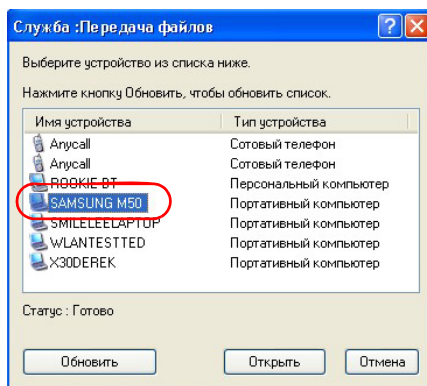 Служба :Передача файлов
Выберите устройство из списка ниже.
Нажмите кнопку Обновить, чтобы обновить список.
Имя устройства Тип устройства
Anycall Сотовый телефон
Anycall Сотовый телефон
ROOKIE-BT Персональный компьютер
SAMSUNG M50 Портативный компьютер
SMILELEELAPTOP Портативный компьютер
WLANTESTTED Портативный компьютер
X30DEREK Портативный компьютер
Статус : Готово
Обновить Открыть Отмена